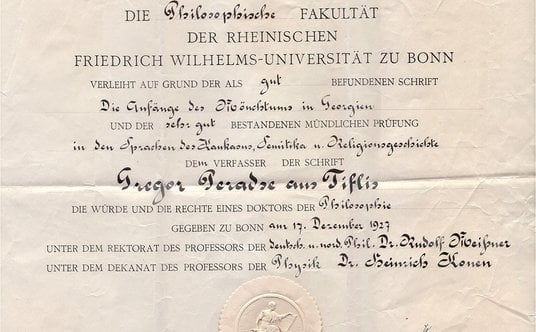 DIE Philosophische FAKULTÄT
DER RHEINISCHEN
FRIEDRICH WILHELMS-UNIVERSITÄT ZU BONN
VERLEIHT AUF GRUND DER ALS gut BEFUNDENEN SCHRIFT
Die Anfänge des Mönchtums in Georgien
UND DER sehr gut BESTANDENEN MÜNDLICHEN PRÜFUNG
in den Sprachen des Kaukasus, Semitika u. Religionsgeschichte
DEM VERFASSER DER SCHRIFT
Gregor Peradse aus Tiflis
DIE WÜRDE UND DIE RECHTE EINES DOKTORS DER Philosophie
GEGEBEN ZU BONN am 17. Dezember 1927
UNTER DEM REKTORAT DES PROFESSORS DER deutsch. u. nord. Phil. Dr. Rudolf Meißner
UNTER DEM DEKANAT DES PROFESSORS DER Physik Dr. Heinrich Konen